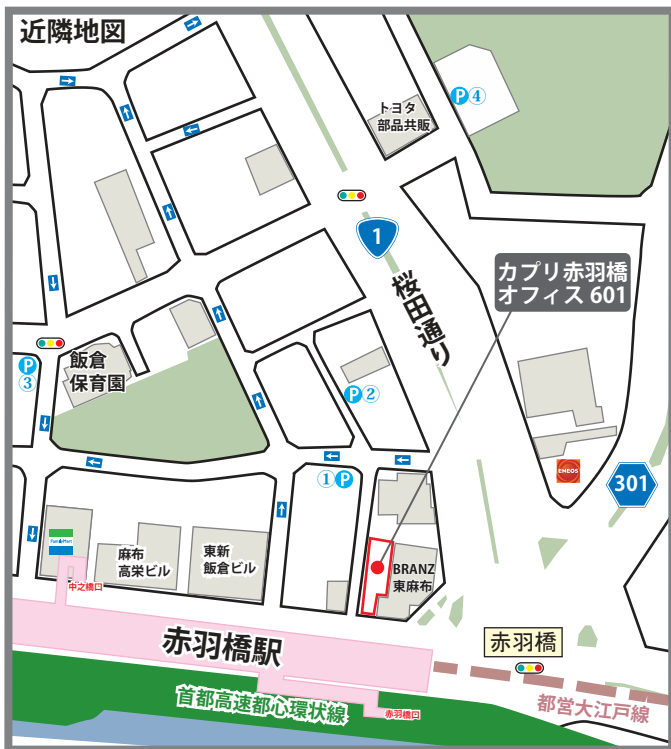 近隣地図
トヨタ
部品共販
P④
1
カプリ赤羽橋
オフィス 601
桜田通り
飯倉
保育園
P
③
P②
ENEOS
301
①P
FamilyMart
麻布
高栄ビル
東新
飯倉ビル
BRANZ
東麻布
中之橋口
赤羽橋駅
赤羽橋
首都高速都心環状線
赤羽橋口
都営大江戸線